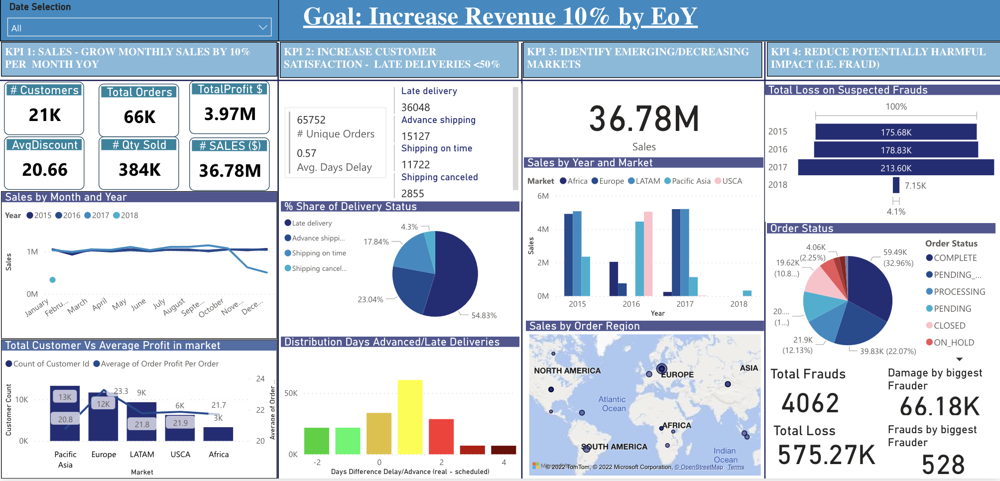 Date Selection
All
Goal: Increase Revenue 10% by EoY
KPI 1: SALES - GROW MONTHLY SALES BY 10%
PER MONTH YOY
# Customers
21K
Total Orders
66K
TotalProfit $
3.97M
AvgDiscount
20.66
# Qty Sold
384K
# SALES ($)
36.78M
Sales by Month and Year
Year 2015 2016 2017 2018
Sales
1M
0M
January
Febru...
March
April
May
June
July
August
Septe...
October
Nove...
Dece...
Total Customer Vs Average Profit in market
Count of Customer Id Average of Order Profit Per Order
Customer Count
10K
0K
24
22
20
Average of Order ...
13K
20.8
12K
23.3
9K
21.8
6K
21.9
21.7
3K
Pacific
Asia
Europe
LATAM
USCA
Africa
Market
KPI 2: INCREASE CUSTOMER
SATISFACTION - LATE DELIVERIES <50%
65752
# Unique Orders
0.57
Avg. Days Delay
Late delivery
36048
Advance shipping
15127
Shipping on time
11722
Shipping canceled
2855
% Share of Delivery Status
Late delivery
Advance shippi...
Shipping on time
Shipping cancel...
4.3%
17.84%
23.04%
54.83%
Distribution Days Advanced/Late Deliveries
50K
0K
-2
0
2
4
Days Difference Delay/Advance (real - scheduled)
KPI 3: IDENTIFY EMERGING/DECREASING
MARKETS
36.78M
Sales
Sales by Year and Market
Market Africa Europe LATAM Pacific Asia USCA
Sales
6M
4M
2M
0M
2015
2016
2017
2018
Year
Sales by Order Region
NORTH AMERICA
EUROPE
ASIA
Atlantic
Ocean
AFRICA
SOUTH AMERICA
Indian
Ocean
© 2022 TomTom, © 2022 Microsoft Corporation, © OpenStreetMap Terms
KPI 4: REDUCE POTENTIALLY HARMFUL
IMPACT (I.E. FRAUD)
Total Loss on Suspected Frauds
100%
2015
175.68K
2016
178.83K
2017
213.60K
2018
7.15K
4.1%
Order Status
4.06K
(2.25%)
19.62K
(10.8...)
20....
(1...)
21.9K
(12.13%)
59.49K
(32.96%)
39.83K (22.07%)
Order Status
COMPLETE
PENDING_...
PROCESSING
PENDING
CLOSED
ON_HOLD
Total Frauds
4062
Damage by biggest
Frauder
66.18K
Total Loss
575.27K
Frauds by biggest
Frauder
528